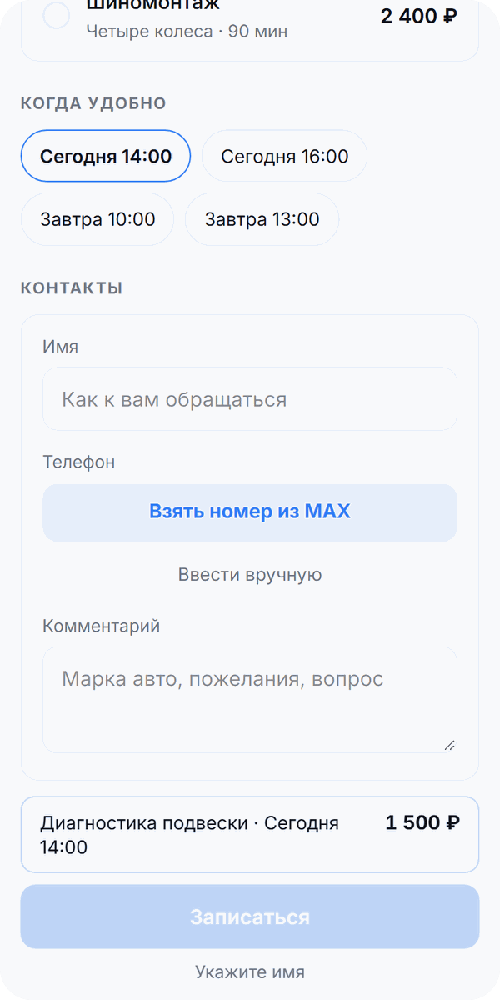 Шиномонтаж
2 400 ₽
Четыре колеса · 90 мин
КОГДА УДОБНО
Сегодня 14:00
Сегодня 16:00
Завтра 10:00
Завтра 13:00
КОНТАКТЫ
Имя
Как к вам обращаться
Телефон
Взять номер из MAX
Ввести вручную
Комментарий
Марка авто, пожелания, вопрос
Диагностика подвески · Сегодня
14:00
1 500 ₽
Записаться
Укажите имя